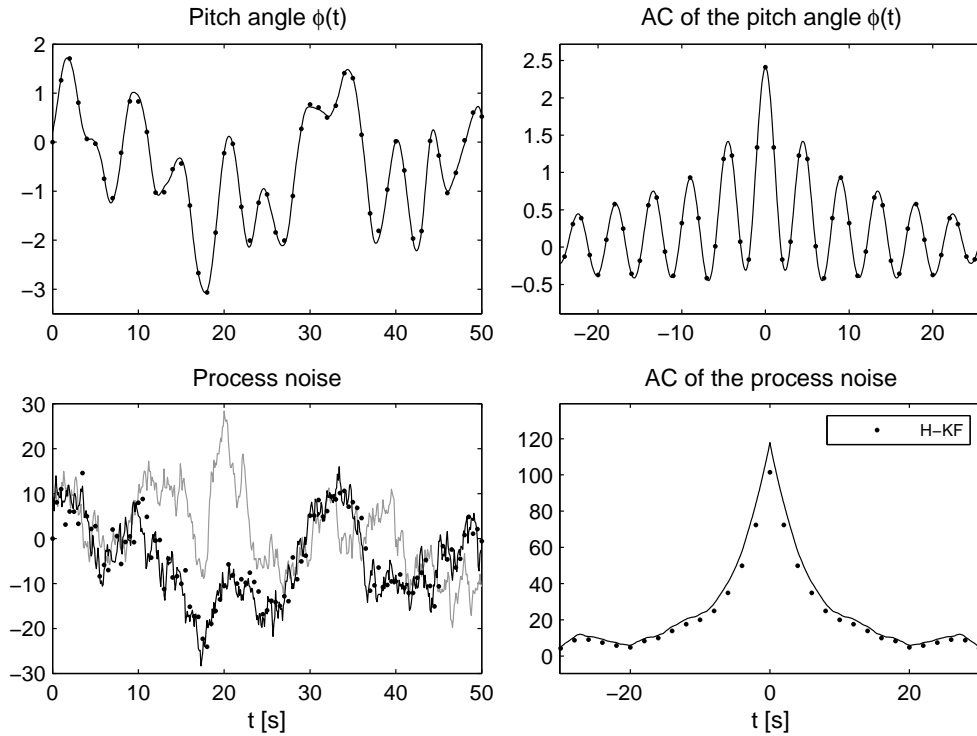 Pitch angle ϕ(t)
2
1
0
−1
−2
−3
0 10 20 30 40 50
AC of the pitch angle ϕ(t)
2.5
2
1.5
1
0.5
0
−0.5
−20 −10 0 10 20
Process noise
30
20
10
0
−10
−20
−30
0 10 20 30 40 50
t [s]
AC of the process noise
H−KF
120
100
80
60
40
20
0
−20 0 20
t [s]